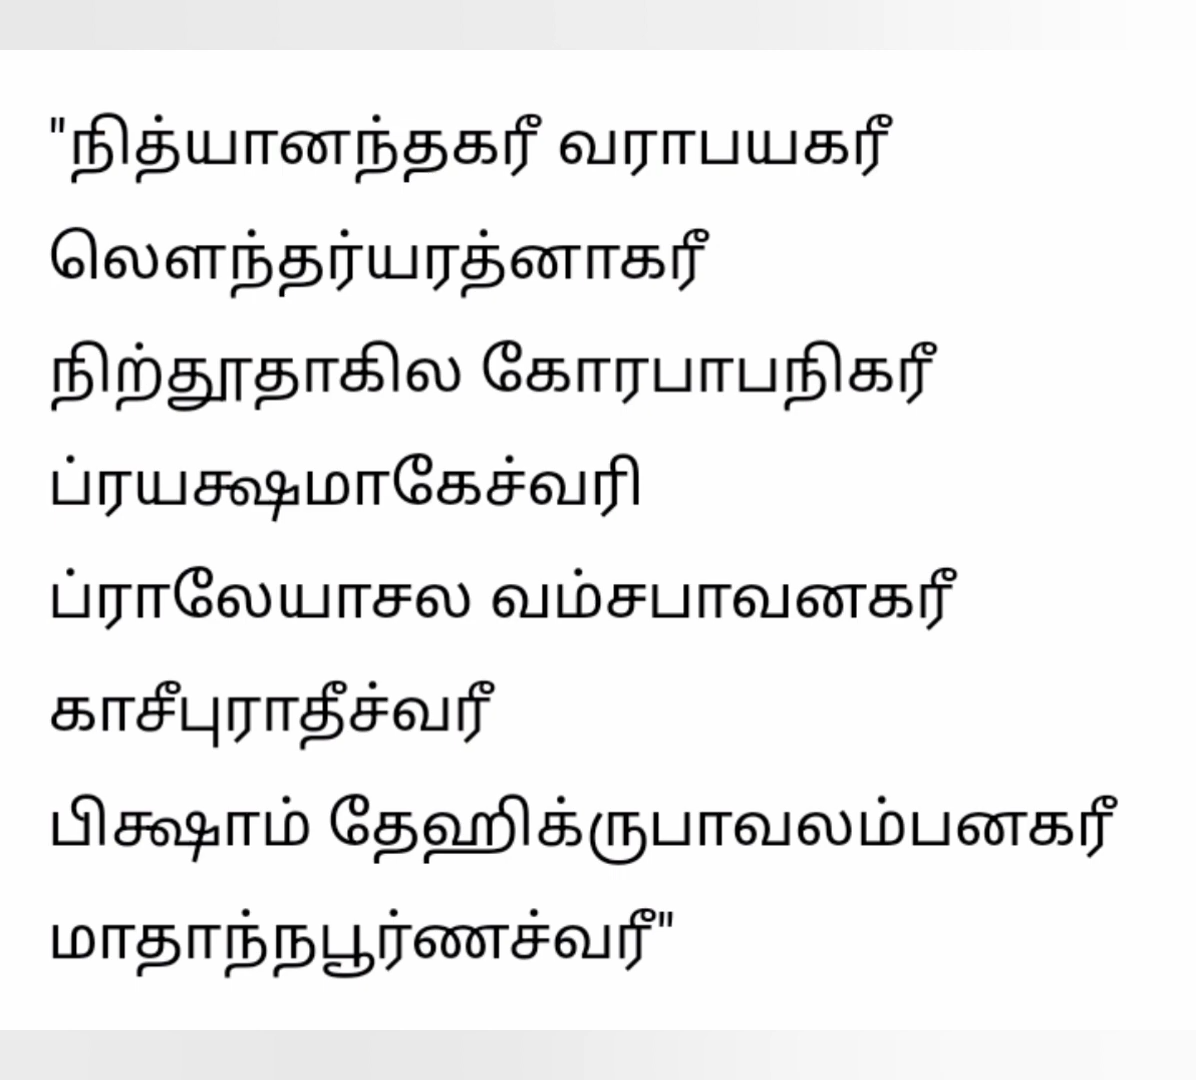 "நித்யானந்தகரீ வராபயகரீ
லௌந்தர்யரத்னாகரீ
நிற்தூதாகில கோரபாபநிகரீ
ப்ரயக்ஷமாகேச்வரி
ப்ராலேயாசல வம்சபாவனகரீ
காசீபுராதீச்வரீ
பிக்ஷாம் தேஹிக்ருபாவலம்பனகரீ
மாதாந்நபூர்ணச்வரீ"